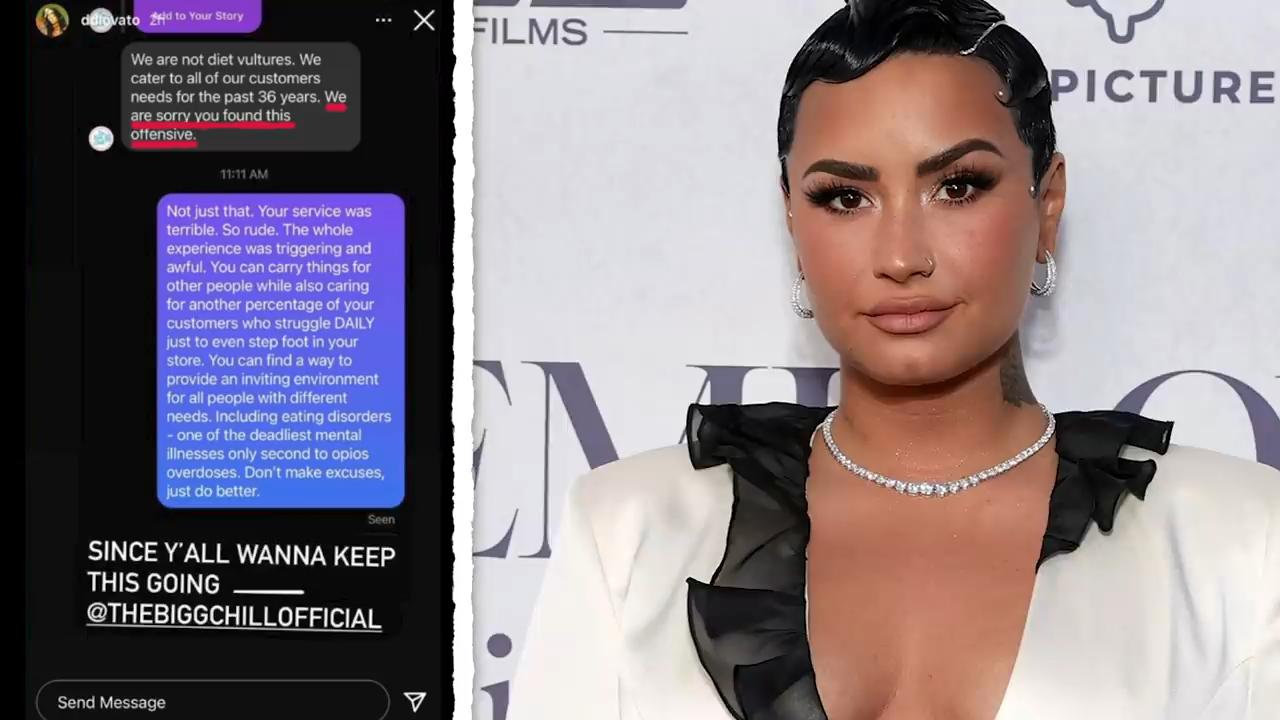 ddlovato 2h
Add to Your Story
We are not diet vultures. We
cater to all of our customers
needs for the past 36 years. We
are sorry you found this
offensive.
11:11 AM
Not just that. Your service was
terrible. So rude. The whole
experience was triggering and
awful. You can carry things for
other people while also caring
for another percentage of your
customers who struggle DAILY
just to even step foot in your
store. You can find a way to
provide an inviting environment
for all people with different
needs. Including eating disorders
- one of the deadliest mental
illnesses only second to opios
overdoses. Don't make excuses,
just do better.
Seen
SINCE Y'ALL WANNA KEEP
THIS GOING
@THEBIGGCHILLOFFICIAL
Send Message
FILMS
PICTURE